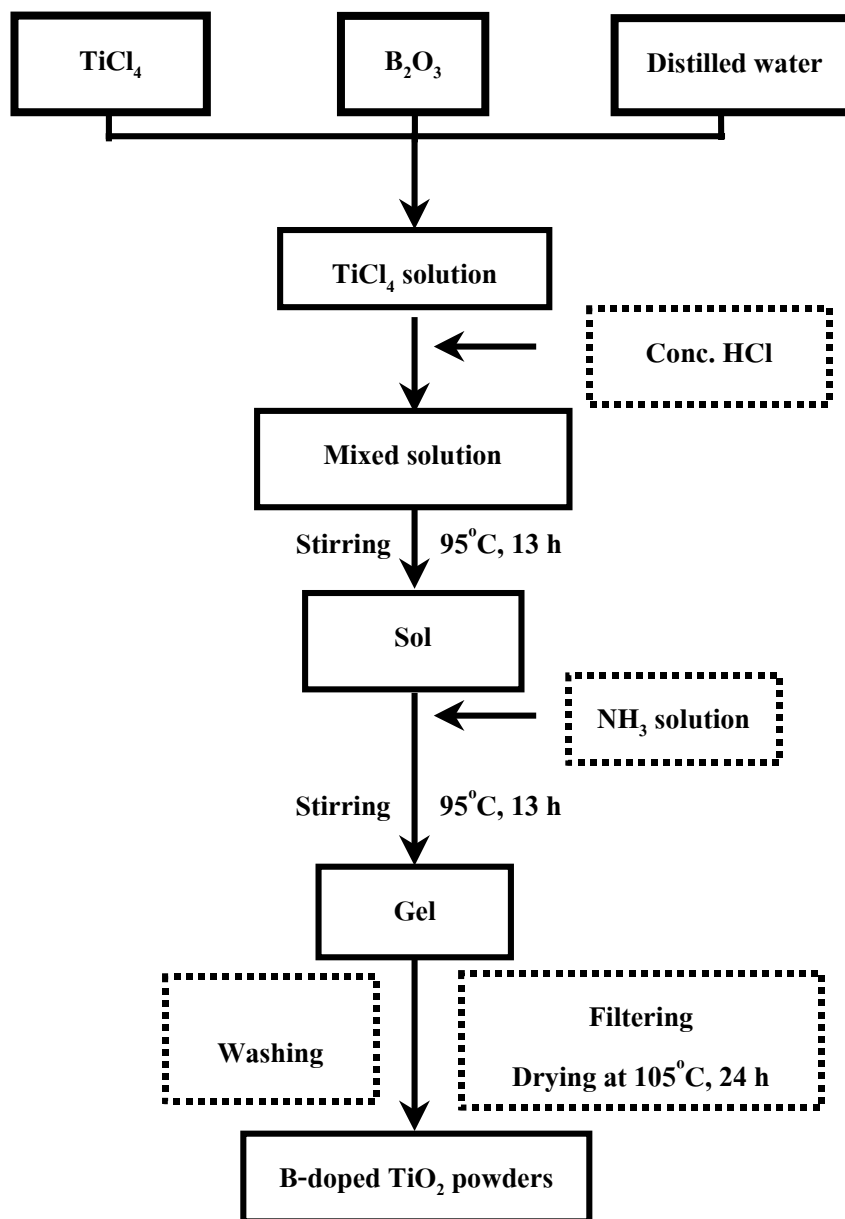 TiCl₄
B₂O₃
Distilled water
TiCl₄ solution
Conc. HCl
Mixed solution
Stirring 95°C, 13 h
Sol
NH₃ solution
Stirring 95°C, 13 h
Gel
Washing
Filtering
Drying at 105°C, 24 h
B-doped TiO₂ powders